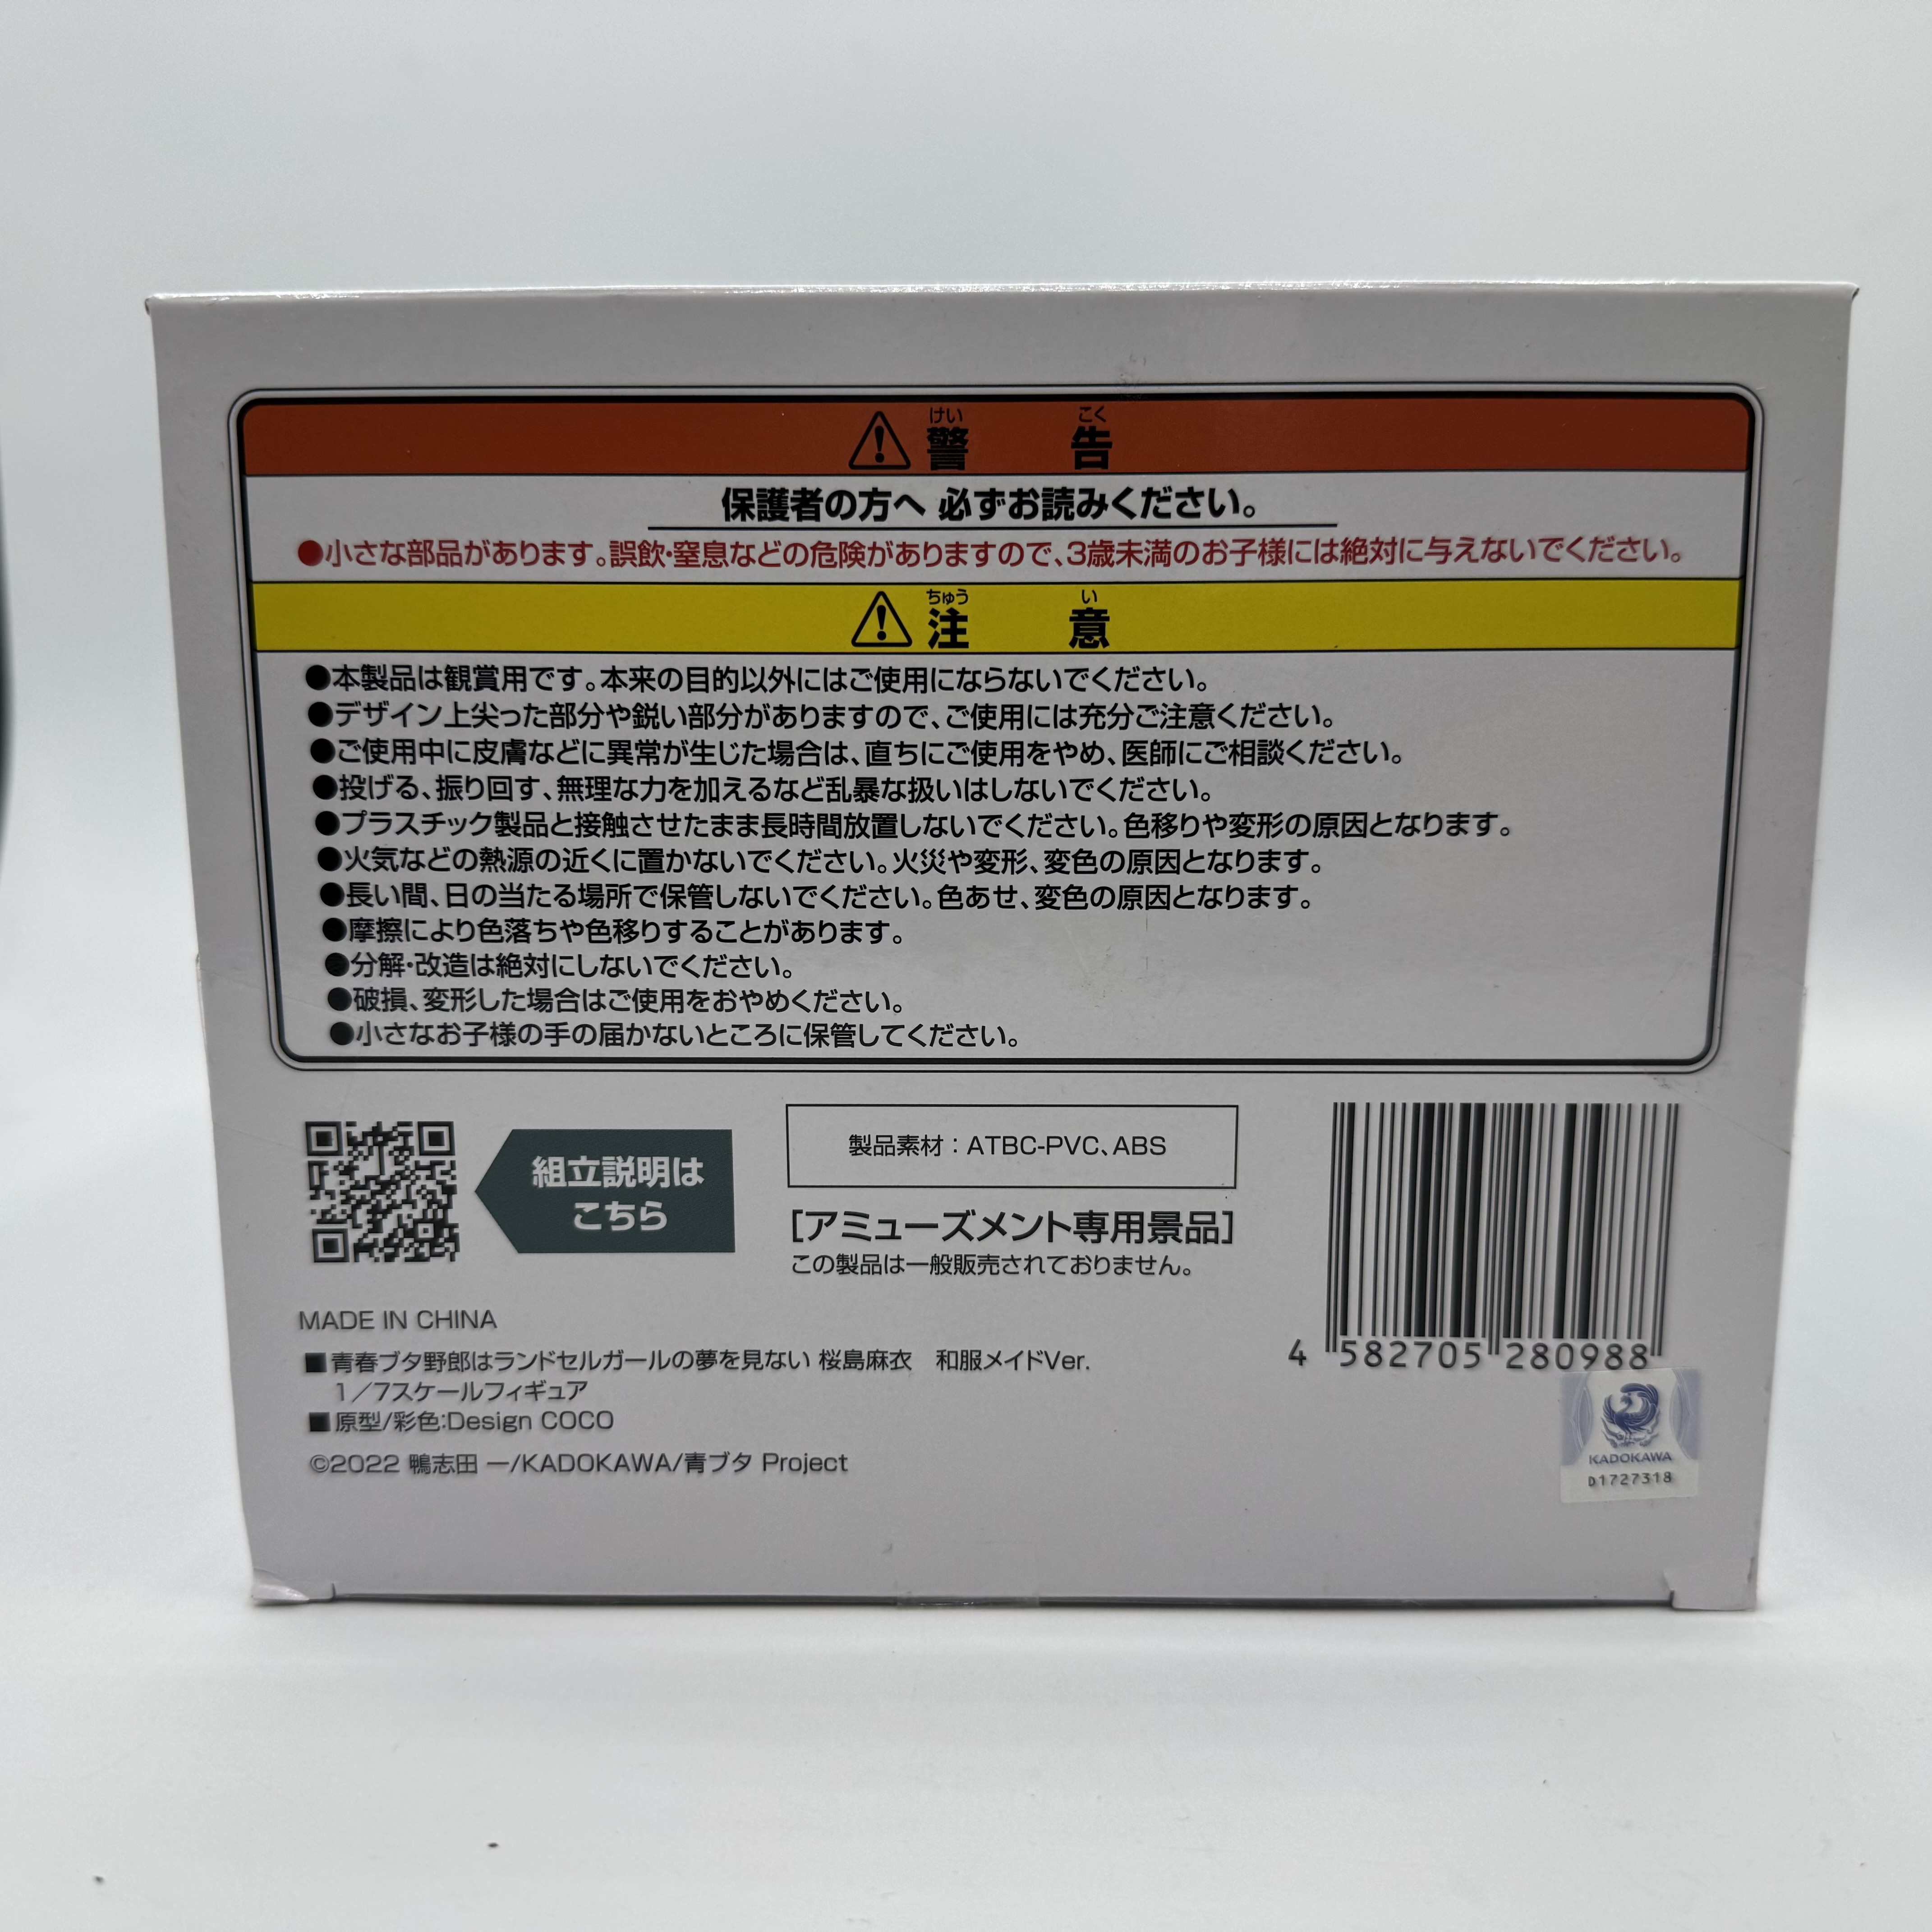 けい こく
警 告
保護者の方へ 必ずお読みください。
●小さな部品があります。誤飲・窒息などの危険がありますので、3歳未満のお子様には絶対に与えないでください。
ちゅう い
注 意
●本製品は観賞用です。本来の目的以外にはご使用にならないでください。
●デザイン上尖った部分や鋭い部分がありますので、ご使用には充分ご注意ください。
●ご使用中に皮膚などに異常が生じた場合は、直ちにご使用をやめ、医師にご相談ください。
●投げる、振り回す、無理な力を加えるなど乱暴な扱いはしないでください。
●プラスチック製品と接触させたまま長時間放置しないでください。色移りや変形の原因となります。
●火気などの熱源の近くに置かないでください。火災や変形、変色の原因となります。
●長い間、日の当たる場所で保管しないでください。色あせ、変色の原因となります。
●摩擦により色落ちや色移りすることがあります。
●分解・改造は絶対にしないでください。
●破損、変形した場合はご使用をおやめください。
●小さなお子様の手の届かないところに保管してください。
組立説明は
こちら
製品素材：ATBC-PVC、ABS
[アミューズメント専用景品]
この製品は一般販売されておりません。
4 582705 280988
MADE IN CHINA
■青春ブタ野郎はランドセルガールの夢を見ない 桜島麻衣 和服メイドVer.
1／7スケールフィギュア
■原型/彩色:Design COCO
©2022 鴨志田 一/KADOKAWA/青ブタ Project
KADOKAWA
D1727318